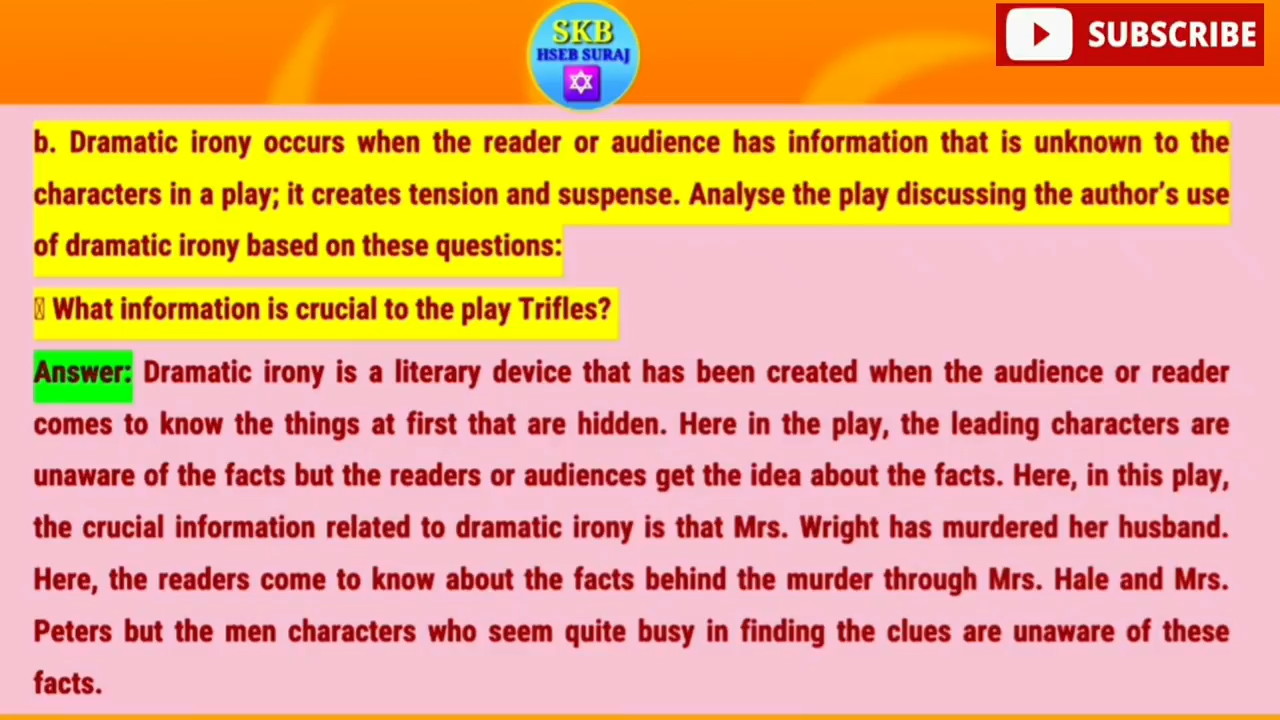 SKB
HSEB SURAJ
SUBSCRIBE
b. Dramatic irony occurs when the reader or audience has information that is unknown to the
characters in a play; it creates tension and suspense. Analyse the play discussing the author's use
of dramatic irony based on these questions:
What information is crucial to the play Trifles?
Answer: Dramatic irony is a literary device that has been created when the audience or reader
comes to know the things at first that are hidden. Here in the play, the leading characters are
unaware of the facts but the readers or audiences get the idea about the facts. Here, in this play,
the crucial information related to dramatic irony is that Mrs. Wright has murdered her husband.
Here, the readers come to know about the facts behind the murder through Mrs. Hale and Mrs.
Peters but the men characters who seem quite busy in finding the clues are unaware of these
facts.